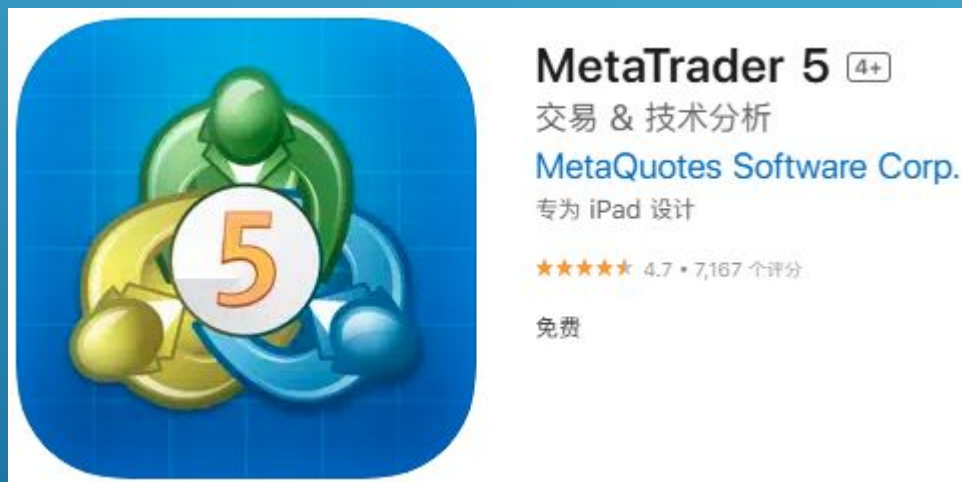 5
MetaTrader 5 4+
交易 & 技术分析
MetaQuotes Software Corp.
专为 iPad 设计
4.7 • 7,167 个评分
免费